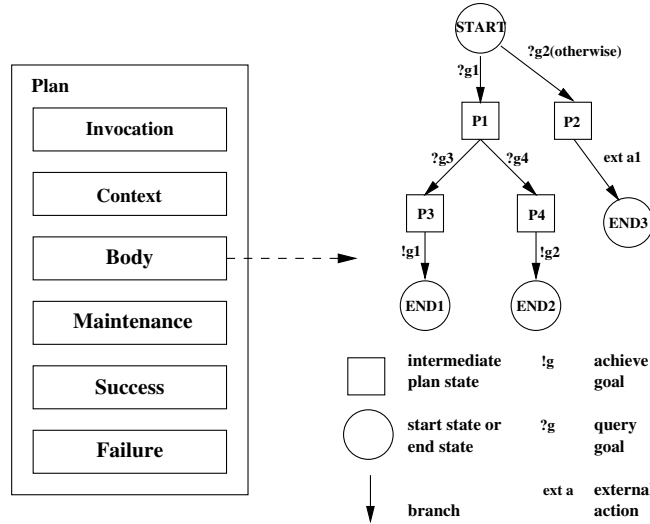 Plan
Invocation
Context
Body
Maintenance
Success
Failure
START
?g1
?g2(otherwise)
P1
P2
?g3
?g4
ext a1
P3
P4
END3
!g1
!g2
END1
END2
intermediate
plan state
!g
achieve
goal
start state or
end state
?g
query
goal
branch
ext a
external
action